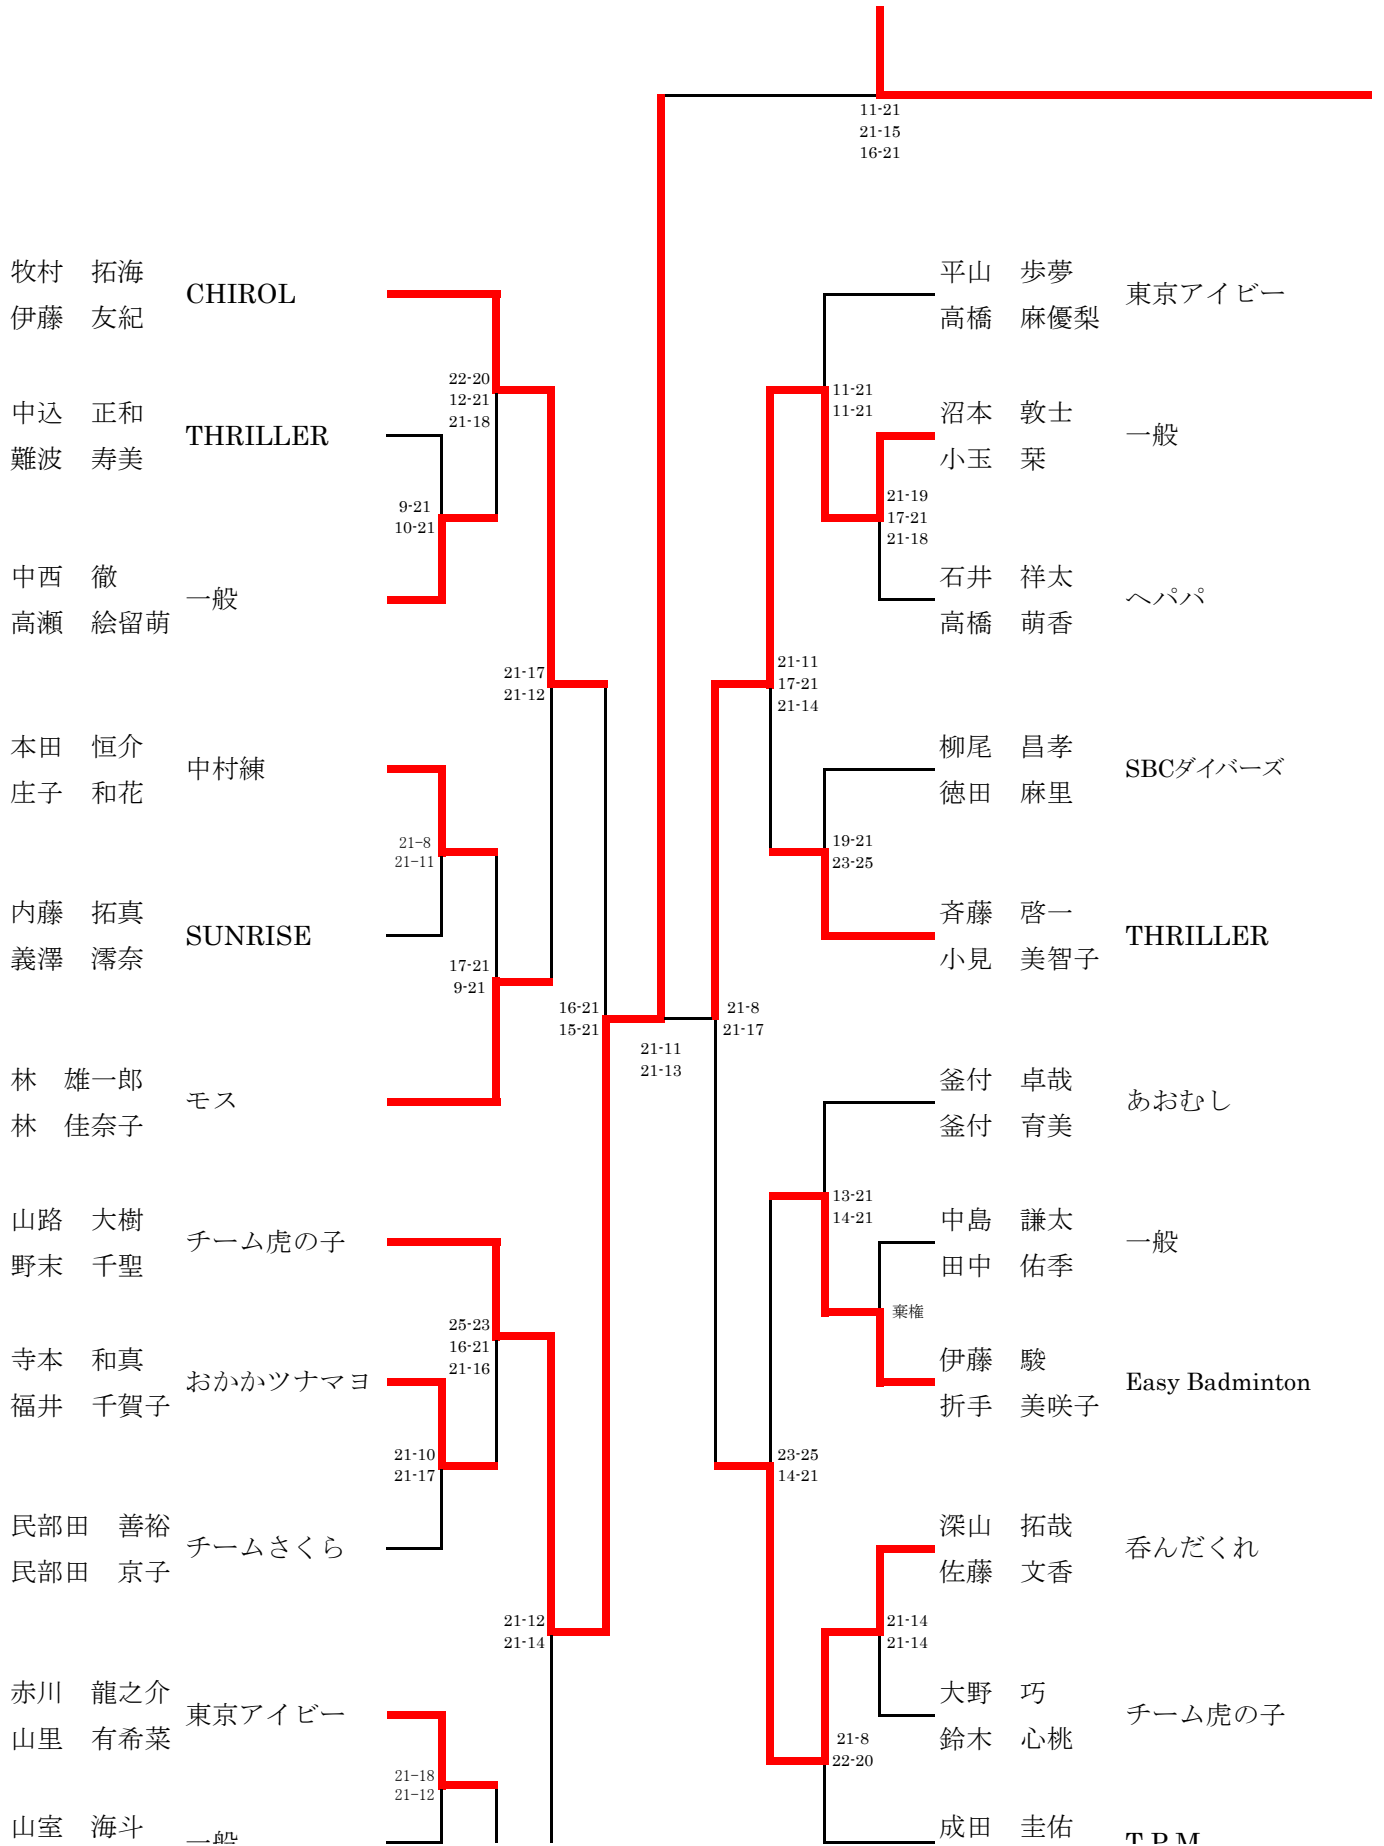 11-21
21-15
16-21
牧村　拓海
伊藤　友紀
CHIROL
22-20
12-21
21-18
中込　正和
難波　寿美
THRILLER
9-21
10-21
中西　徹
高瀬　絵留萌
一般
21-17
21-12
本田　恒介
庄子　和花
中村練
21-8
21-11
内藤　拓真
義澤　澪奈
SUNRISE
17-21
9-21
林　雄一郎
林　佳奈子
モス
16-21
15-21
21-11
21-13
山路　大樹
野末　千聖
チーム虎の子
25-23
16-21
21-16
寺本　和真
福井　千賀子
おかかツナマヨ
21-10
21-17
民部田　善裕
民部田　京子
チームさくら
21-12
21-14
赤川　龍之介
山里　有希菜
東京アイビー
21-18
21-12
山室　海斗
一般
平山　歩夢
高橋　麻優梨
東京アイビー
11-21
11-21
沼本　敦士
小玉　栞
一般
21-19
17-21
21-18
石井　祥太
高橋　萌香
ヘパパ
21-11
17-21
21-14
柳尾　昌孝
徳田　麻里
SBCダイバーズ
19-21
23-25
斉藤　啓一
小見　美智子
THRILLER
21-8
21-17
釜付　卓哉
釜付　育美
あおむし
13-21
14-21
中島　謙太
田中　佑季
一般
棄権
伊藤　駿
折手　美咲子
Easy Badminton
23-25
14-21
深山　拓哉
佐藤　文香
呑んだくれ
21-14
21-14
大野　巧
鈴木　心桃
チーム虎の子
21-8
22-20
成田　圭佑
T.P.M